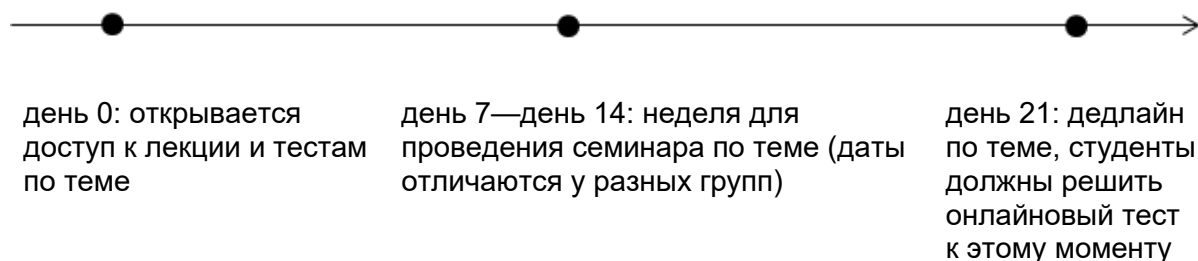 день 0: открывается
доступ к лекции и тестам
по теме
день 7—день 14: неделя для
проведения семинара по теме (даты
отличаются у разных групп)
день 21: дедлайн
по теме, студенты
должны решить
онлайновый тест
к этому моменту